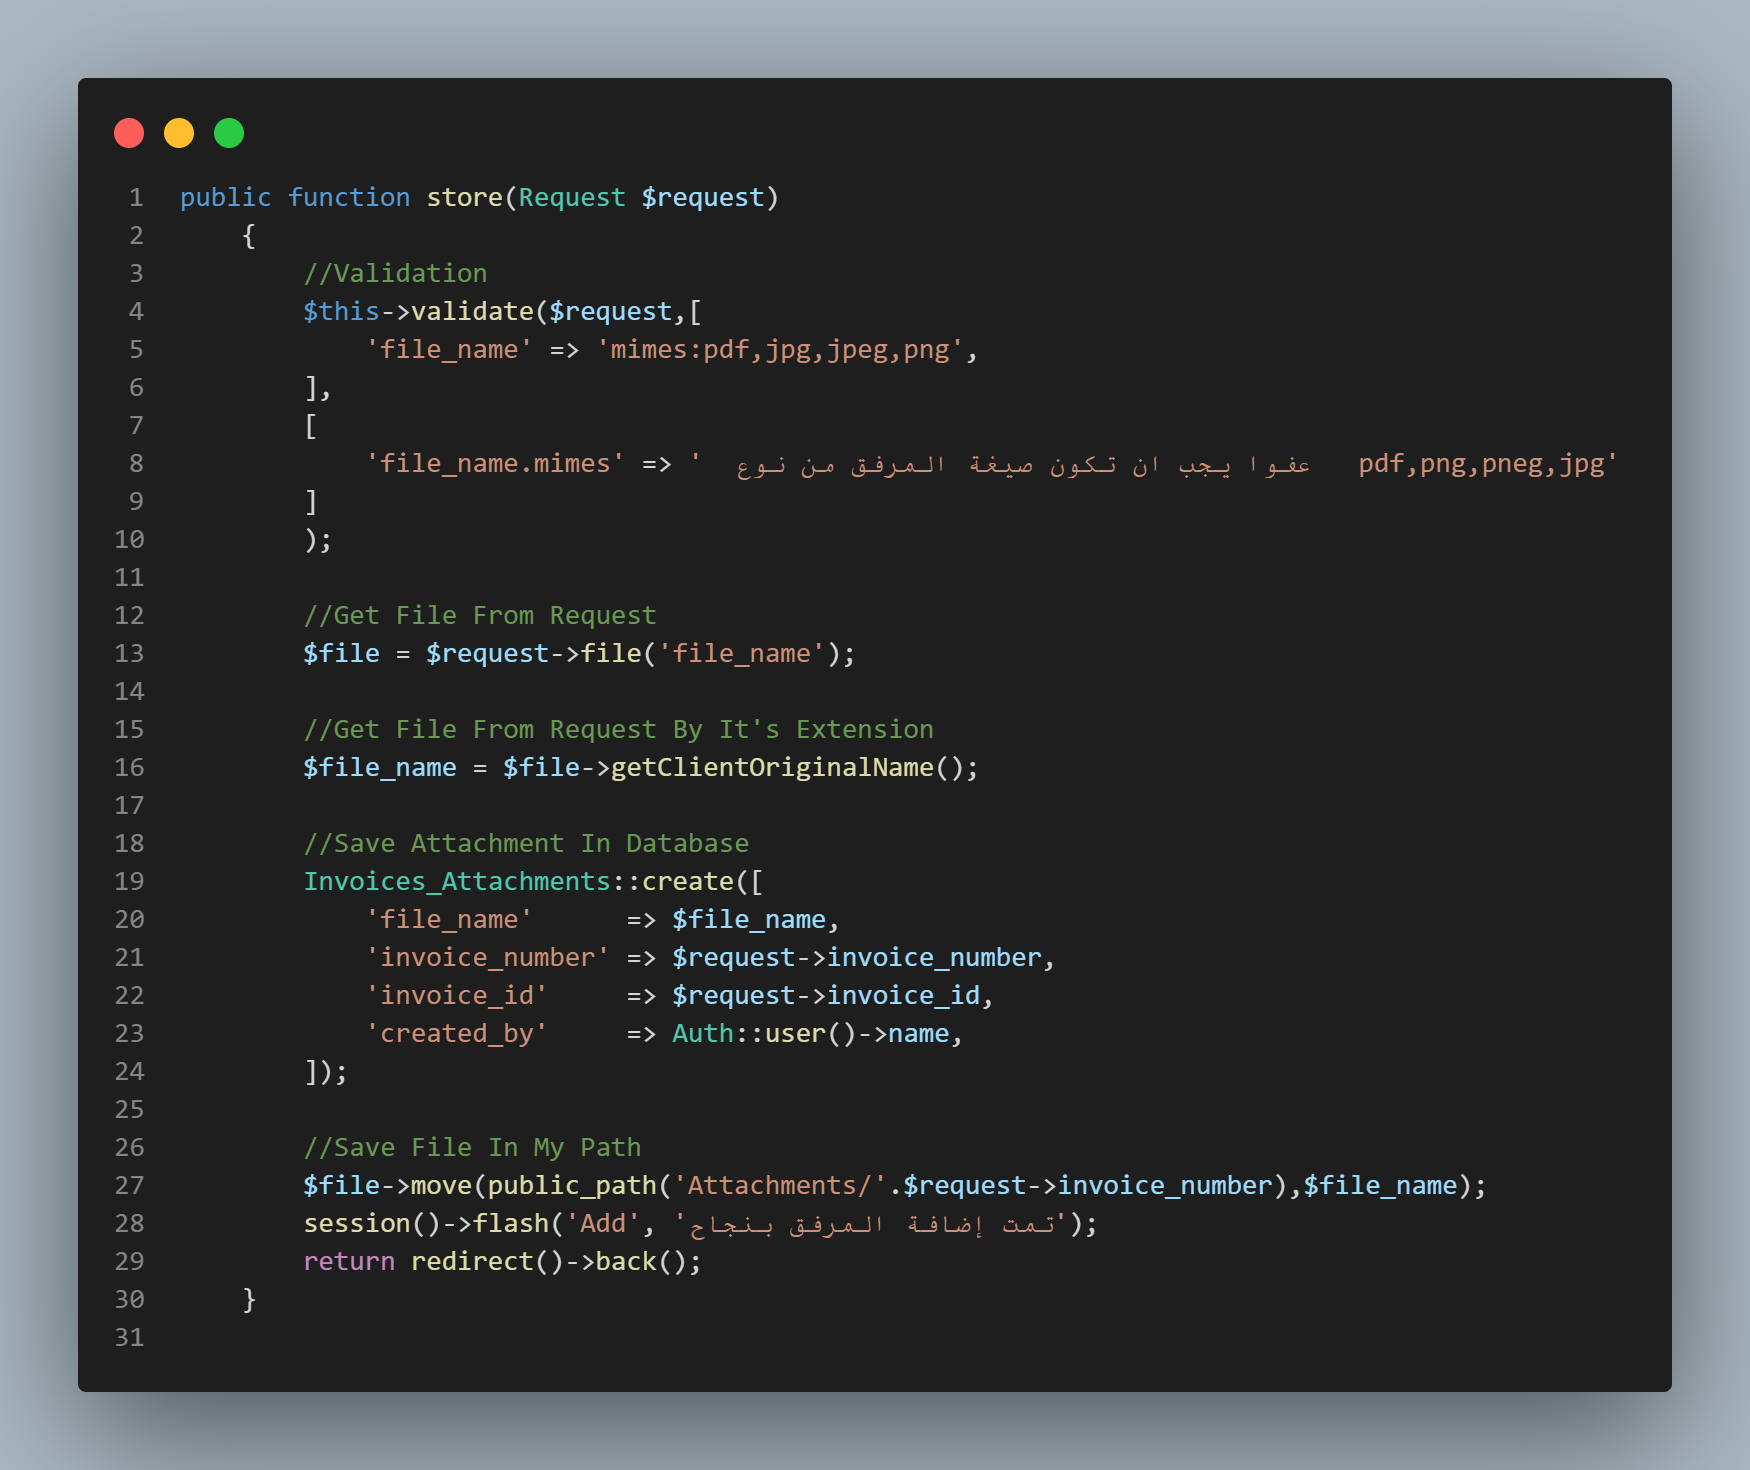 1 public function store(Request $request)
2     {
3         //Validation
4         $this->validate($request,[
5             'file_name' => 'mimes:pdf,jpg,jpeg,png',
6         ],
7         [
8             'file_name.mimes' => '  عفوا يجب ان تكون صيغة المرفق من نوع   pdf,png,pneg,jpg'
9         ]
10         );
11
12         //Get File From Request
13         $file = $request->file('file_name');
14
15         //Get File From Request By It's Extension
16         $file_name = $file->getClientOriginalName();
17
18         //Save Attachment In Database
19         Invoices_Attachments::create([
20             'file_name'      => $file_name,
21             'invoice_number' => $request->invoice_number,
22             'invoice_id'     => $request->invoice_id,
23             'created_by'     => Auth::user()->name,
24         ]);
25
26         //Save File In My Path
27         $file->move(public_path('Attachments/'.$request->invoice_number),$file_name);
28         session()->flash('Add', 'تمت إضافة المرفق بنجاح');
29         return redirect()->back();
30     }
31